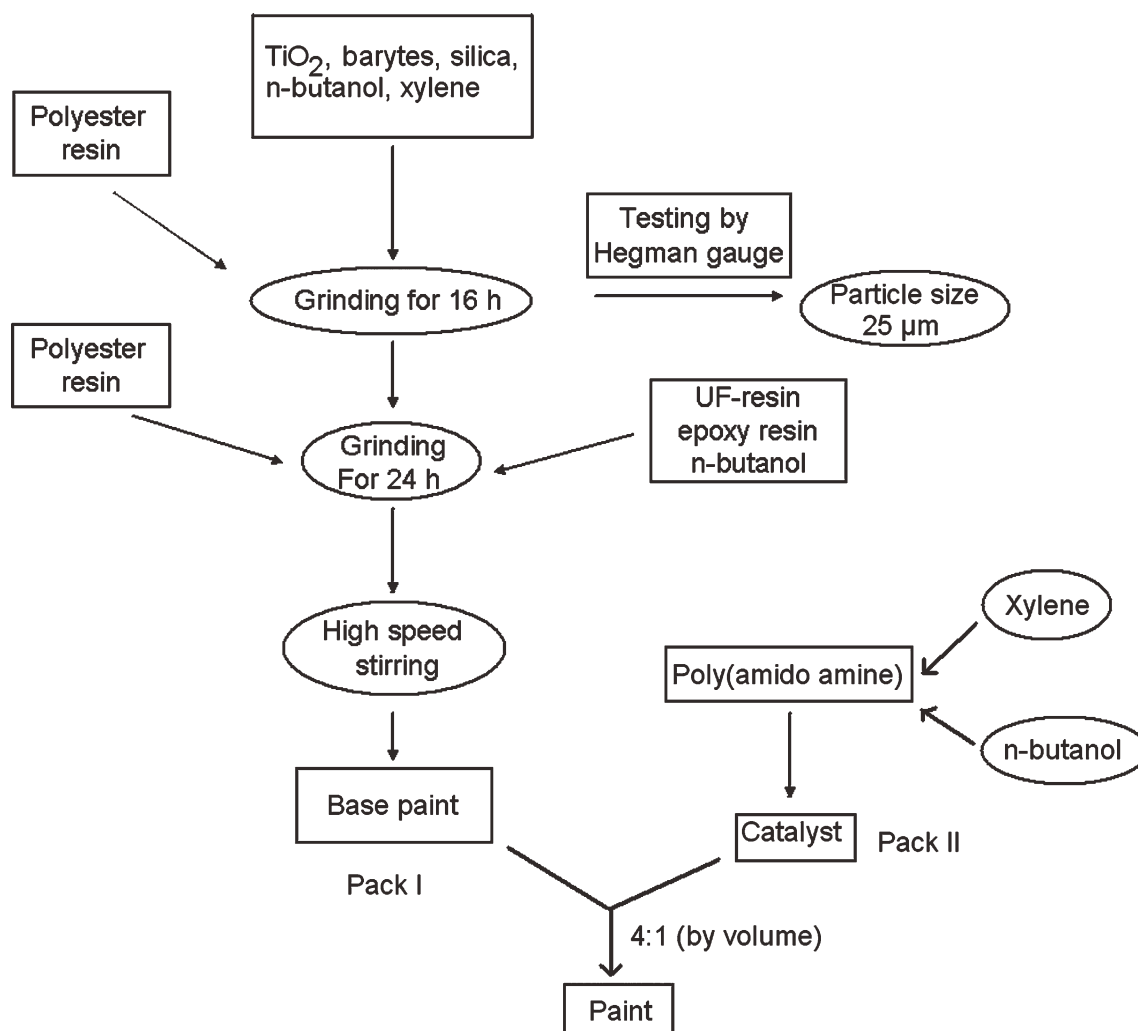 TiO2, barytes, silica,
n-butanol, xylene
Polyester
resin
Testing by
Hegman gauge
Grinding for 16 h
Particle size
25 µm
Polyester
resin
UF-resin
epoxy resin
n-butanol
Grinding
For 24 h
High speed
stirring
Xylene
Poly(amido amine)
n-butanol
Base paint
Catalyst
Pack II
Pack I
4:1 (by volume)
Paint